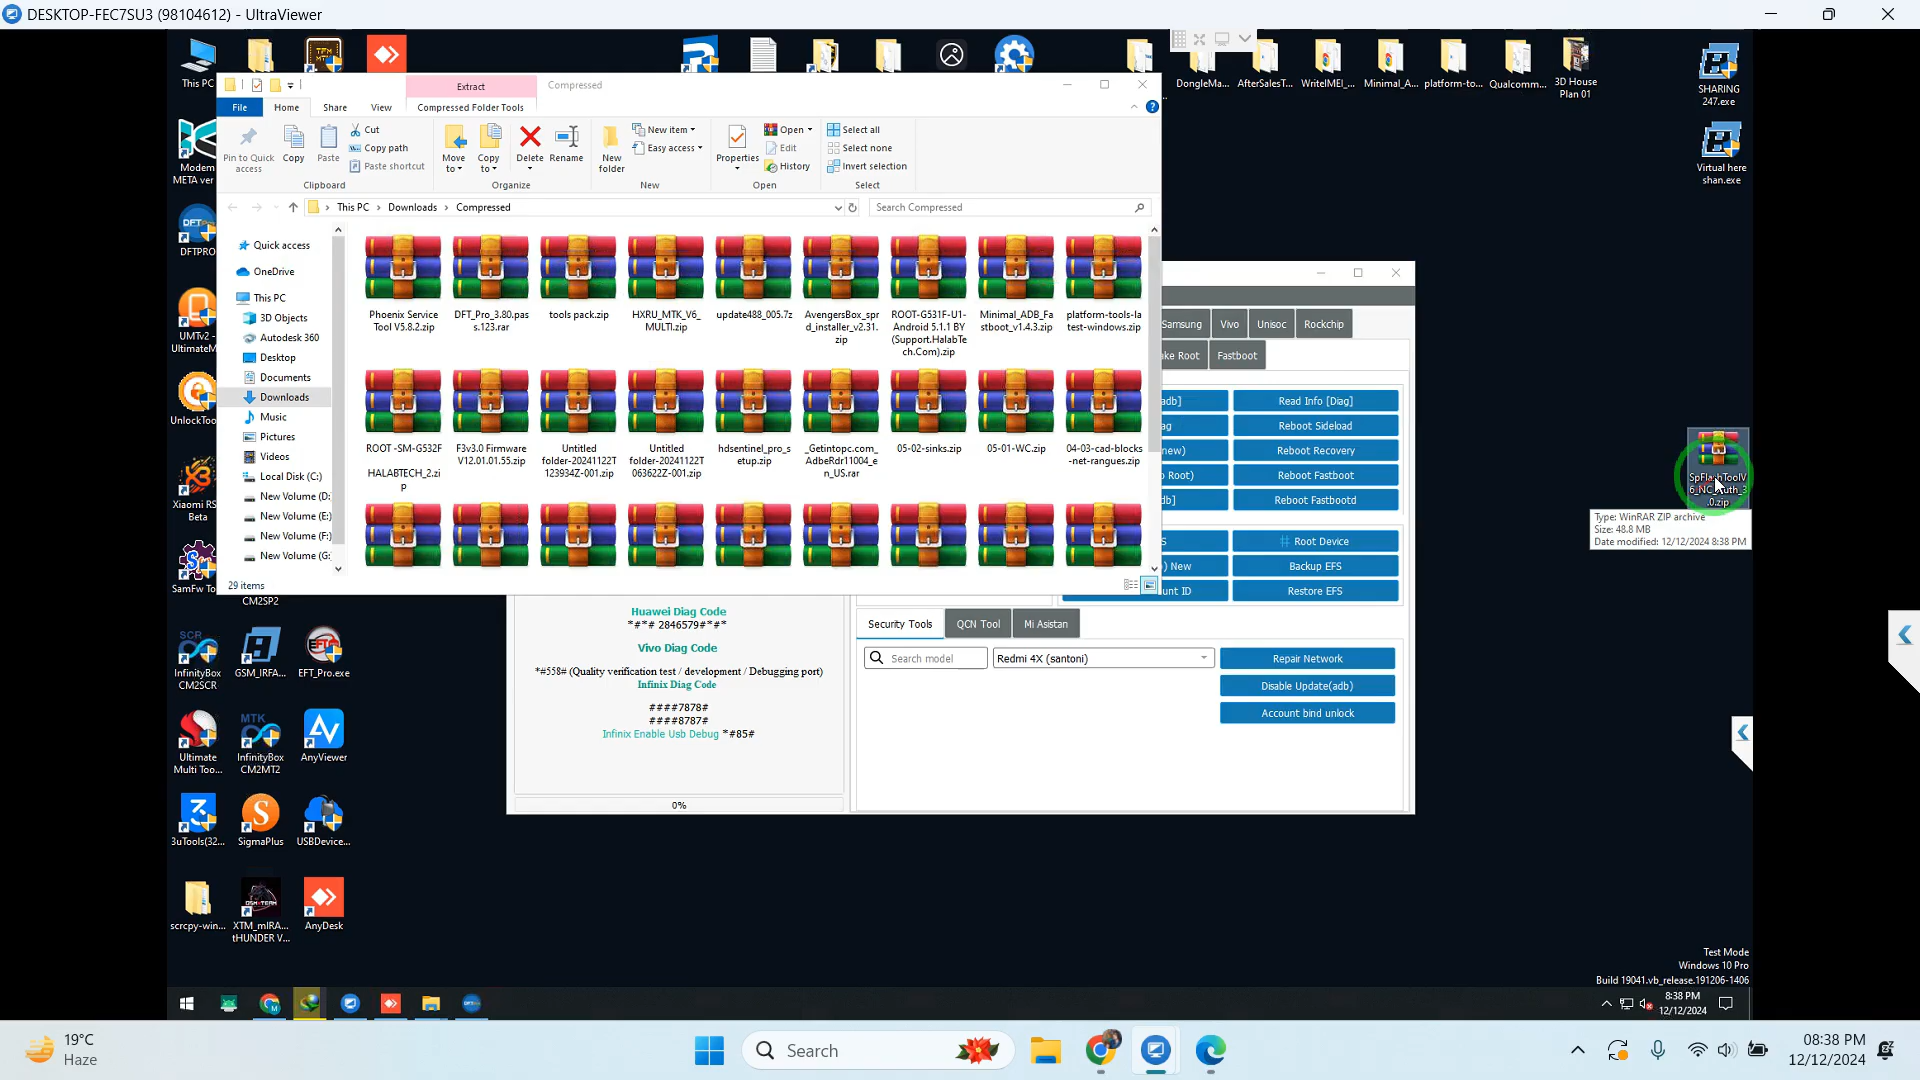 DESKTOP-FEC7SU3 (98104612) - UltraViewer
This PC
DongleMa...
AfterSalesT...
WriteIMEI_...
Minimal_A...
platform-to...
Qualcomm...
3D House
Plan 01
SHARING
247.exe
Virtual here
shan.exe
Extract
Compressed
File
Home
Share
View
Compressed Folder Tools
Pin to Quick
access
Copy
Paste
Cut
Copy path
Paste shortcut
Clipboard
Move
to
Copy
to
Delete
Rename
Organize
New
folder
New item
Easy access
New
Properties
Open
Edit
History
Open
Select all
Select none
Invert selection
Select
This PC
Downloads
Compressed
Search Compressed
Quick access
OneDrive
This PC
3D Objects
Autodesk 360
Desktop
Documents
Downloads
Music
Pictures
Videos
Local Disk (C:)
New Volume (D:
New Volume (E:)
New Volume (F:)
New Volume (G:
Phoenix Service
Tool V5.8.2.zip
DFT_Pro_3.80.pas
s.123.rar
tools pack.zip
HXRU_MTK_V6_
MULTI.zip
update488_005.7z
AvengersBox_spr
d_installer_v2.31.
zip
ROOT-G531F-U1-
Android 5.1.1 BY
(Support.HalabTe
ch.Com).zip
Minimal_ADB_Fa
stboot_v1.4.3.zip
platform-tools-la
test-windows.zip
ROOT -SM-G532F
HALABTECH_2.zi
p
F3v3.0 Firmware
V12.01.01.55.zip
Untitled
folder-20241122T
123934Z-001.zip
Untitled
folder-20241122T
063622Z-001.zip
hdsentinel_pro_s
etup.zip
_Getintopc.com_
AdbeRdr11004_e
n_US.rar
05-02-sinks.zip
05-01-WC.zip
04-03-cad-blocks
-net-rangues.zip
29 items
Modem
META ver
DFTPRO
UMTv2 -
UltimateM
UnlockToo
Xiaomi RS
Beta
SamFw To
CM2SP2
InfinityBox
CM2SCR
GSM_IRFA...
EFT_Pro.exe
Ultimate
Multi Too...
InfinityBox
CM2MT2
AnyViewer
3uTools(32...
SigmaPlus
USBDevice...
scrcpy-win...
XTM_mIRA...
tHUNDER V...
AnyDesk
Samsung
Vivo
Unisoc
Rockchip
ke Root
Fastboot
adb]
Read Info [Diag]
ag
Reboot Sideload
new)
Reboot Recovery
o Root)
Reboot Fastboot
db]
Reboot Fastbootd
S
# Root Device
) New
Backup EFS
unt ID
Restore EFS
Security Tools
QCN Tool
Mi Asistan
Search model
Redmi 4X (santoni)
Repair Network
Disable Update(adb)
Account bind unlock
Huawei Diag Code
*#*# 2846579#*#*
Vivo Diag Code
*#558# (Quality verification test / development / Debugging port)
Infinix Diag Code
####7878#
####8787#
Infinix Enable Usb Debug *#85#
0%
SpFlashToolV
6_NC_Auth_3
.0.zip
Type: WinRAR ZIP archive
Size: 48.8 MB
Date modified: 12/12/2024 8:38 PM
Test Mode
Windows 10 Pro
Build 19041.vb_release.191206-1406
8:38 PM
12/12/2024
19°C
Haze
Search
08:38 PM
12/12/2024